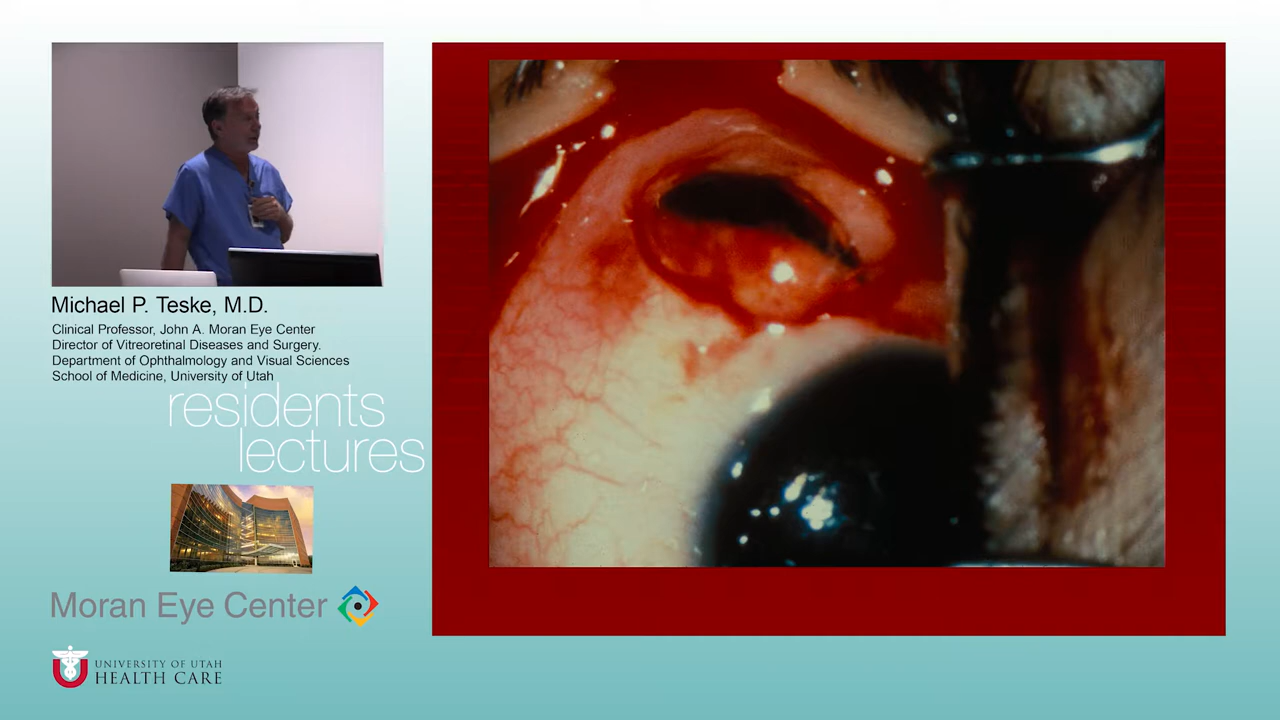 Michael P. Teske, M.D.
Clinical Professor, John A. Moran Eye Center
Director of Vitreoretinal Diseases and Surgery.
Department of Ophthalmology and Visual Sciences
School of Medicine, University of Utah
residents
lectures
Moran Eye Center
UNIVERSITY OF UTAH
HEALTH CARE